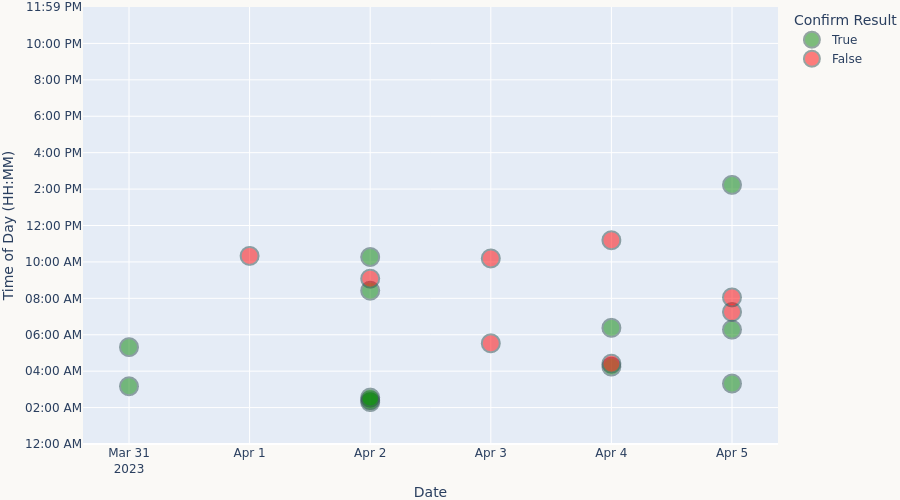 11:59 PM
10:00 PM
8:00 PM
6:00 PM
4:00 PM
2:00 PM
12:00 PM
10:00 AM
08:00 AM
06:00 AM
04:00 AM
02:00 AM
12:00 AM
Time of Day (HH:MM)
Mar 31
2023
Apr 1
Apr 2
Apr 3
Apr 4
Apr 5
Date
Confirm Result
True
False